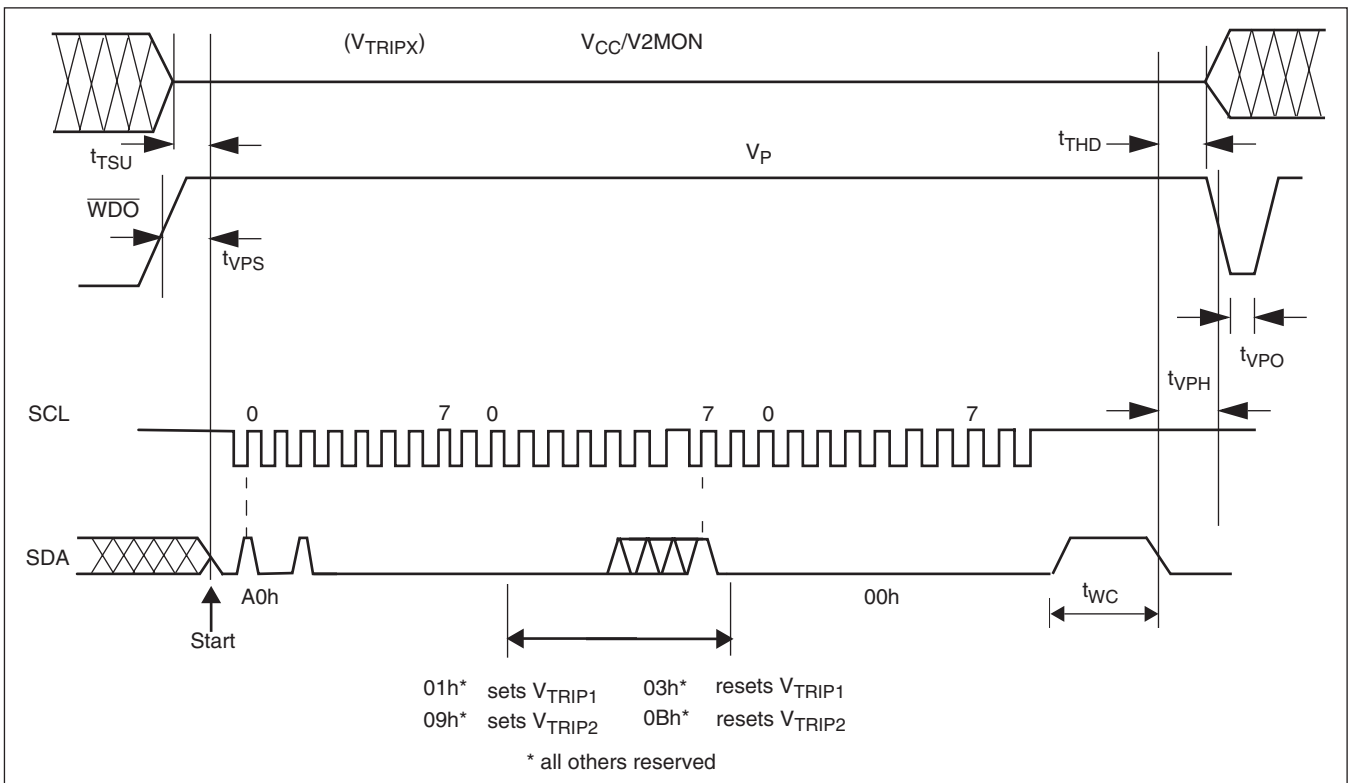 (VTRIPX) VCC/V2MON
tTSU
tTHD
VP
WDO
tVPS
tVPO
tVPH
SCL
0 7 0 7 0 7
SDA
A0h
00h
tWC
Start
01h* sets VTRIP1 03h* resets VTRIP1
09h* sets VTRIP2 0Bh* resets VTRIP2
* all others reserved